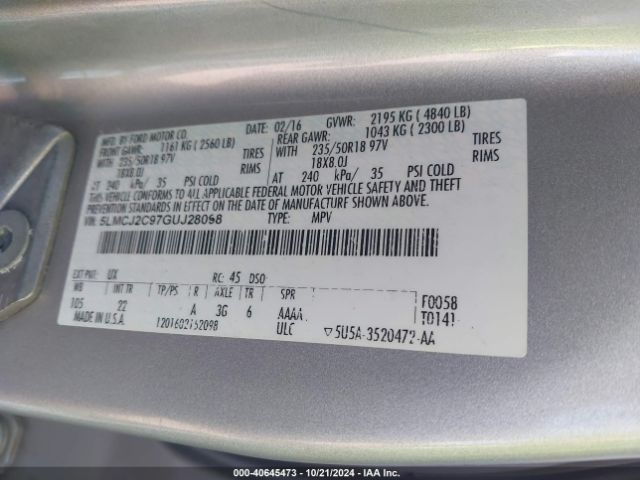 MFD. BY FORD MOTOR CO.
DATE: 02/16 GVWR: 2195 KG ( 4840 LB)
FRONT GAWR: 1161 KG ( 2560 LB) REAR GAWR: 1043 KG ( 2300 LB)
WITH 235/50R18 97V TIRES WITH 235/50R18 97V TIRES
18X8.0J RIMS 18X8.0J RIMS
AT 240 kPa/ 35 PSI COLD AT 240 kPa/ 35 PSI COLD
THIS VEHICLE CONFORMS TO ALL APPLICABLE FEDERAL MOTOR VEHICLE SAFETY AND THEFT
PREVENTION STANDARDS IN EFFECT ON THE DATE OF MANUFACTURE SHOWN ABOVE.
VIN: 5LMCJ2C97GUJ28098 TYPE: MPV
EXT PNT: UX RC: 45 DSO:
WB INT TR TP/PS R AXLE TR SPR
105 22 A 3G 6 AAAA F0058
MADE IN U.S.A. 1201602152098 ULC T0141
▽5U5A-3520472-AA
000-40645473 - 10/21/2024 - IAA Inc.